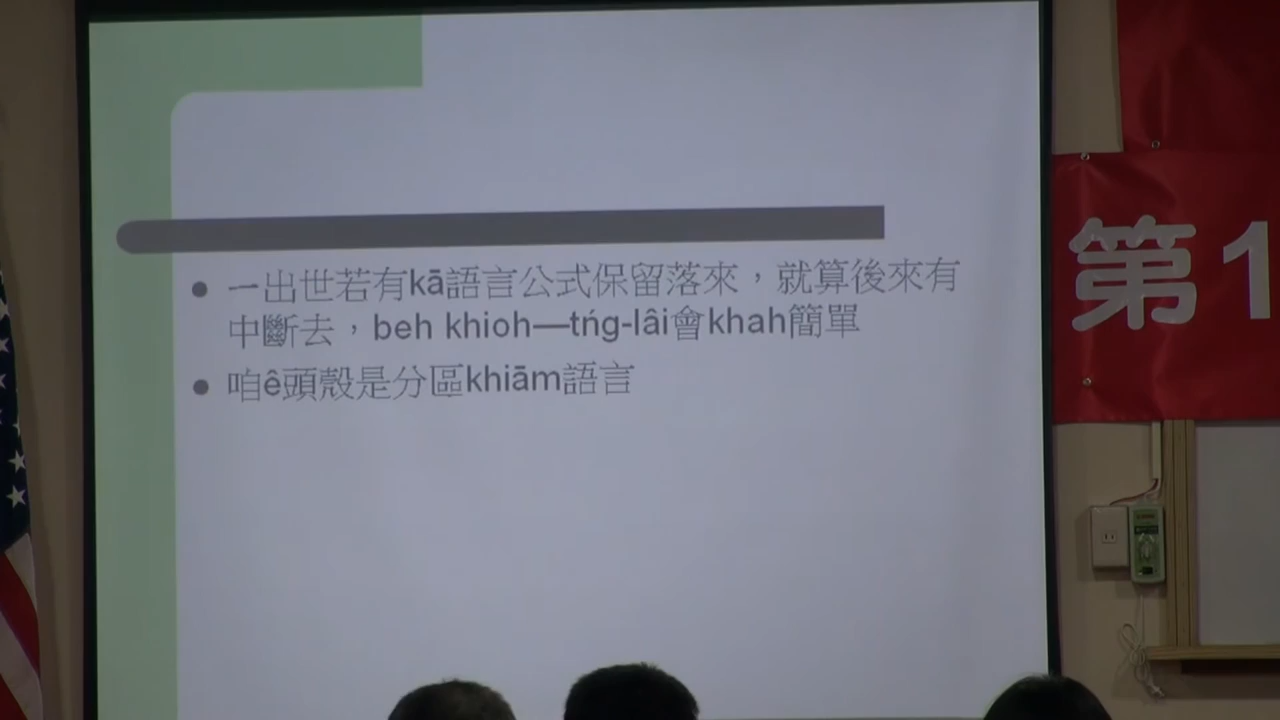 一出世若有kā語言公式保留落來，就算後來有
中斷去，beh khioh—tńg-lâi會khah簡單
咱ê頭殼是分區khiām語言
第1